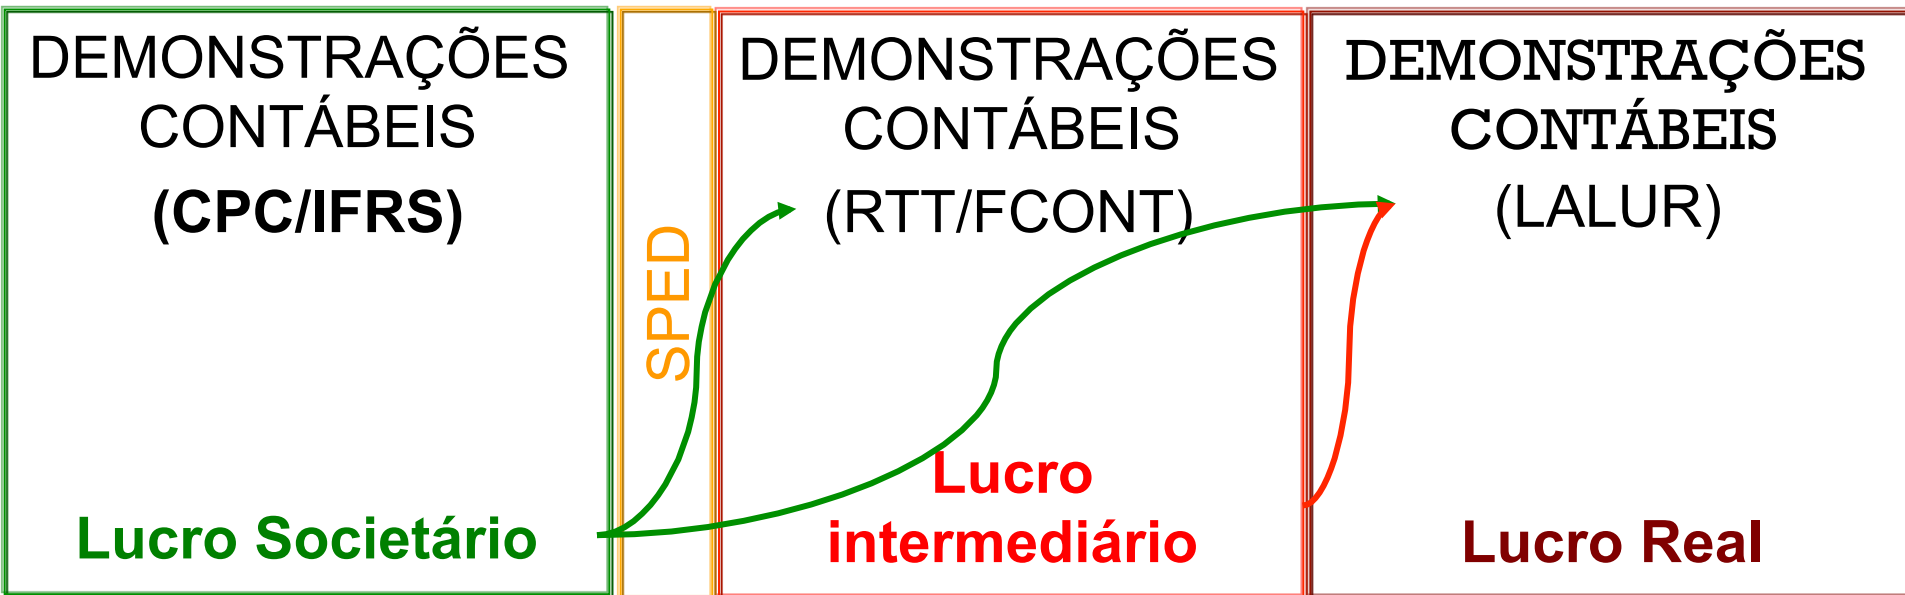 DEMONSTRAÇÕES
CONTÁBEIS
(CPC/IFRS)
Lucro Societário
SPED
DEMONSTRAÇÕES
CONTÁBEIS
(RTT/FCONT)
Lucro
intermediário
DEMONSTRAÇÕES
CONTÁBEIS
(LALUR)
Lucro Real